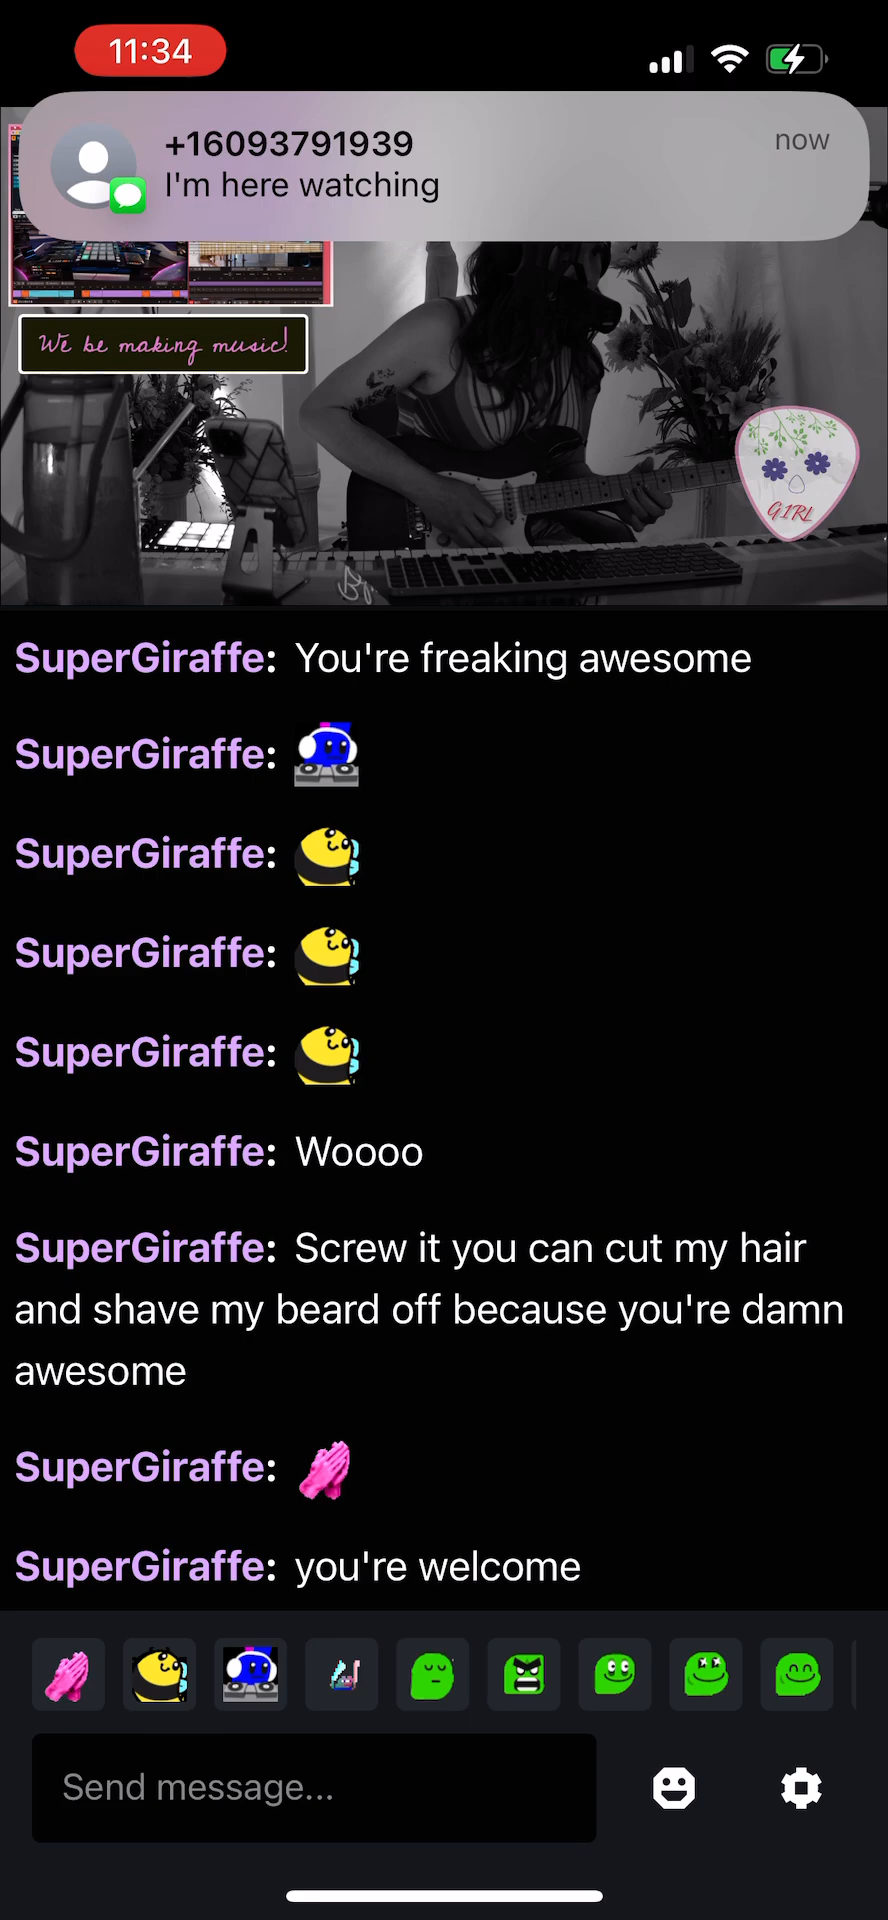 11:34
+16093791939
now
I'm here watching
We be making music!
GIRL
SuperGiraffe: You're freaking awesome
SuperGiraffe:
SuperGiraffe:
SuperGiraffe:
SuperGiraffe:
SuperGiraffe: Woooo
SuperGiraffe: Screw it you can cut my hair
and shave my beard off because you're damn
awesome
SuperGiraffe:
SuperGiraffe: you're welcome
Send message...